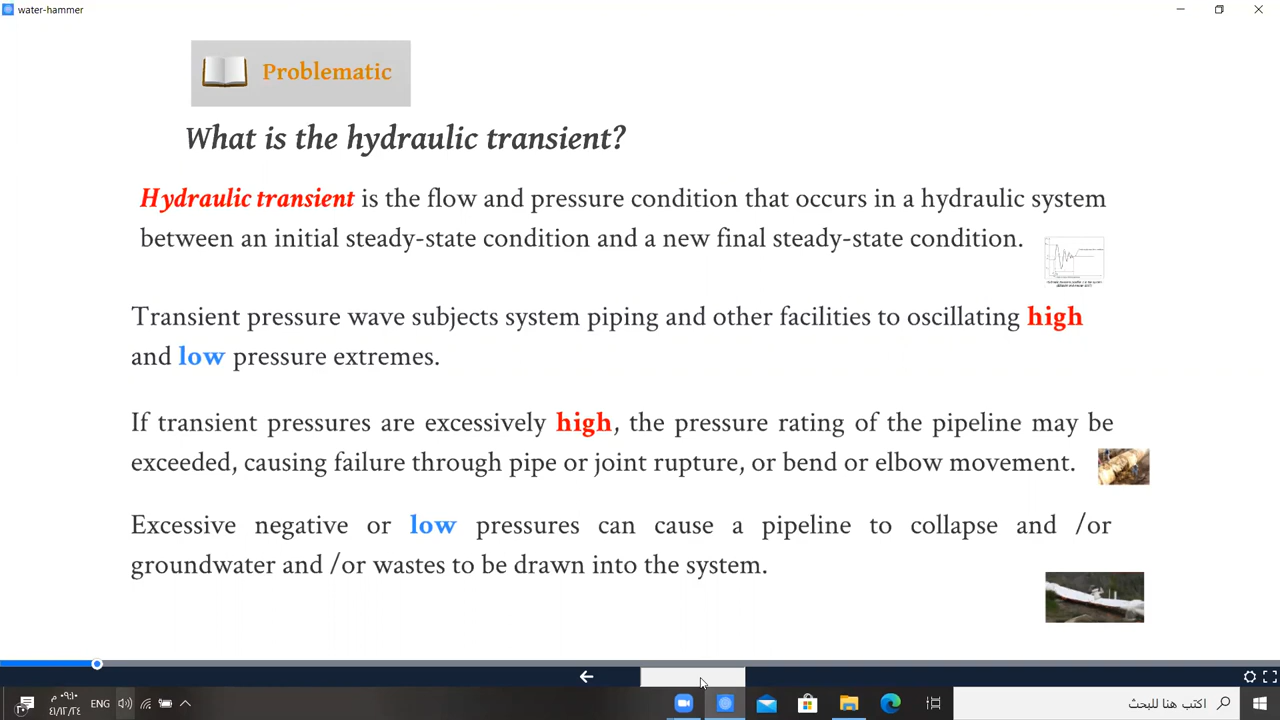 water-hammer
Problematic
What is the hydraulic transient?
Hydraulic transient is the flow and pressure condition that occurs in a hydraulic system
between an initial steady-state condition and a new final steady-state condition.
Transient pressure wave subjects system piping and other facilities to oscillating high
and low pressure extremes.
If transient pressures are excessively high, the pressure rating of the pipeline may be
exceeded, causing failure through pipe or joint rupture, or bend or elbow movement.
Excessive negative or low pressures can cause a pipeline to collapse and /or
groundwater and /or wastes to be drawn into the system.
ENG
اكتب هنا للبحث